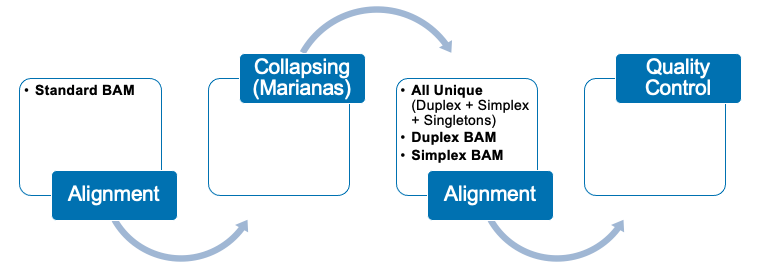 • Standard BAM
Alignment
Collapsing
(Marianas)
• All Unique
(Duplex + Simplex
+ Singletons)
• Duplex BAM
• Simplex BAM
Alignment
Quality
Control